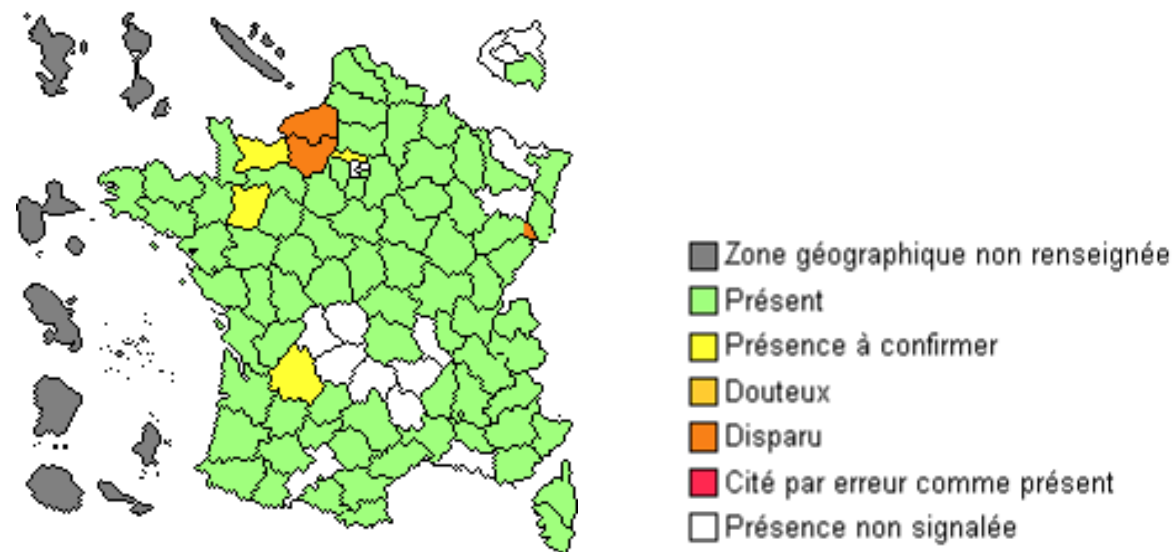 Zone géographique non renseignée
Présent
Présence à confirmer
Douteux
Disparu
Cité par erreur comme présent
Présence non signalée